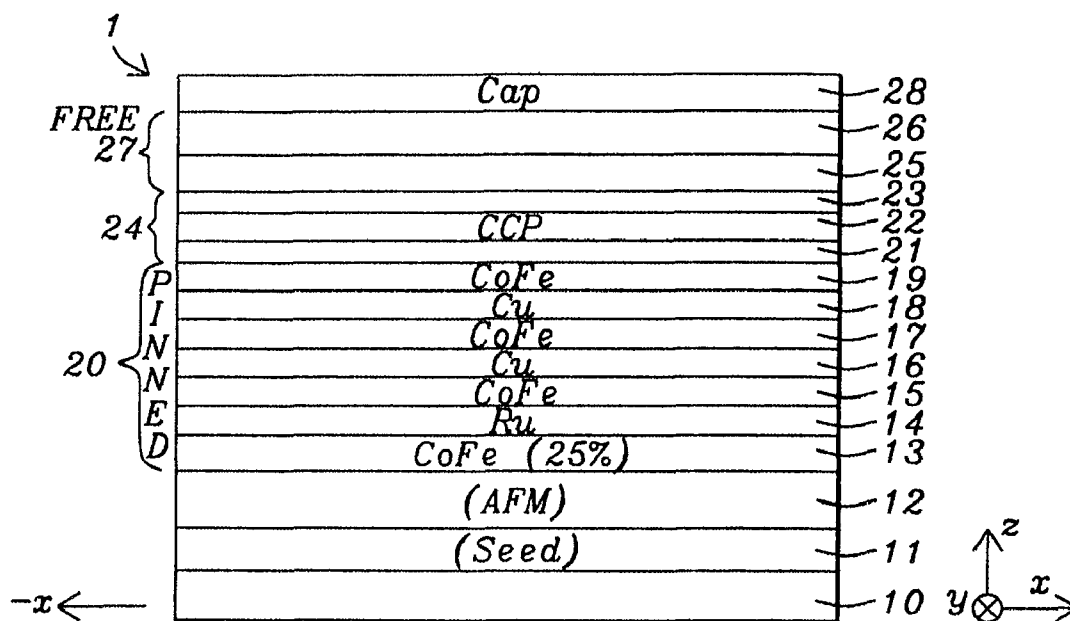 1
Cap 28
FREE 26
27
25
23
24 CCP 22
21
PINNED CoFe 19
Cu 18
CoFe 17
20 Cu 16
CoFe 15
Ru 14
CoFe (25%) 13
(AFM) 12
(Seed) 11
z
-x 10 y x